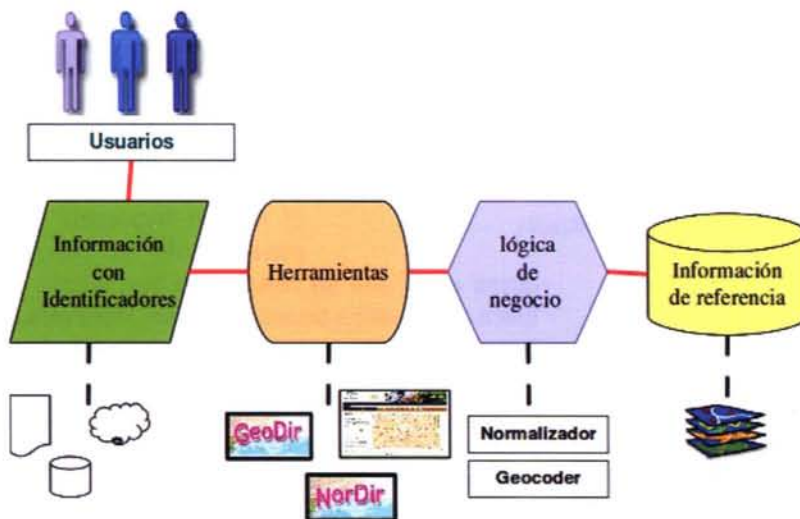 Usuarios
Información
con
Identificadores
Herramientas
lógica
de
negocio
Información
de referencia
GeoDir
NorDir
Normalizador
Geocoder